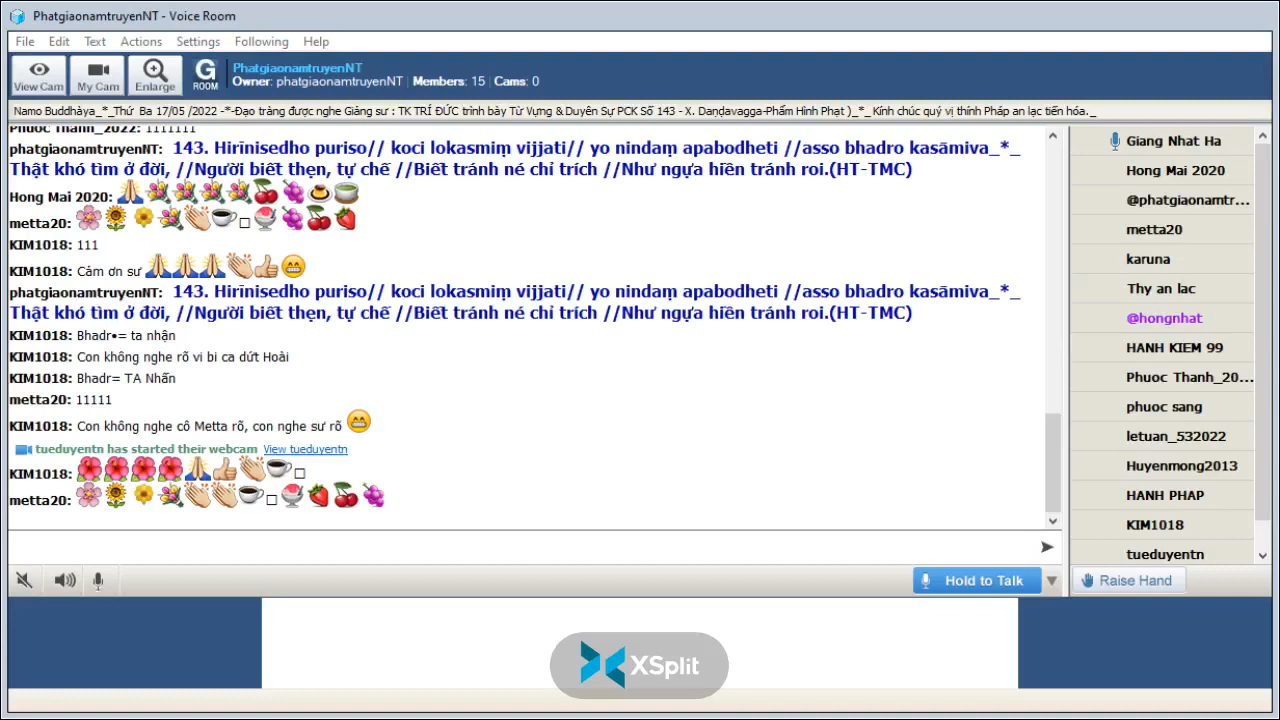 PhatgiaonamtruyenNT - Voice Room
File Edit Text Actions Settings Following Help
View Cam My Cam Enlarge G ROOM
PhatgiaonamtruyenNT
Owner: phatgiaonamtruyenNT | Members: 15 | Cams: 0
Namo Buddhàya_*_Thứ Ba 17/05 /2022 -*-Đạo tràng được nghe Giảng sư : TK TRÍ ĐỨC trình bày Từ Vựng & Duyên Sự PCK Số 143 - X. Daṇḍavagga-Phẩm Hình Phạt )_*_ Kính chúc quý vị thính Pháp an lạc tiến hóa._
Phuoc Thanh_2022: 1111111
phatgiaonamtruyenNT: 143. Hirīnisedho puriso// koci lokasmiṃ vijjati// yo nindaṃ apabodheti //asso bhadro kasāmiva_*_
Thật khó tìm ở đời, //Người biết thẹn, tự chế //Biết tránh né chỉ trích //Như ngựa hiền tránh roi.(HT-TMC)
Hong Mai 2020:
metta20:
KIM1018: 111
KIM1018: Cảm ơn sư
phatgiaonamtruyenNT: 143. Hirīnisedho puriso// koci lokasmiṃ vijjati// yo nindaṃ apabodheti //asso bhadro kasāmiva_*_
Thật khó tìm ở đời, //Người biết thẹn, tự chế //Biết tránh né chỉ trích //Như ngựa hiền tránh roi.(HT-TMC)
KIM1018: Bhadr•= ta nhận
KIM1018: Con không nghe rõ vi bi ca dứt Hoài
KIM1018: Bhadr= TA Nhẫn
metta20: 11111
KIM1018: Con không nghe cô Metta rõ, con nghe sư rõ
tueduyentn has started their webcam View tueduyentn
KIM1018:
metta20:
Giang Nhat Ha
Hong Mai 2020
@phatgiaonamtr...
metta20
karuna
Thy an lac
@hongnhat
HANH KIEM 99
Phuoc Thanh_20...
phuoc sang
letuan_532022
Huyenmong2013
HANH PHAP
KIM1018
tueduyentn
Hold to Talk
Raise Hand
XSplit